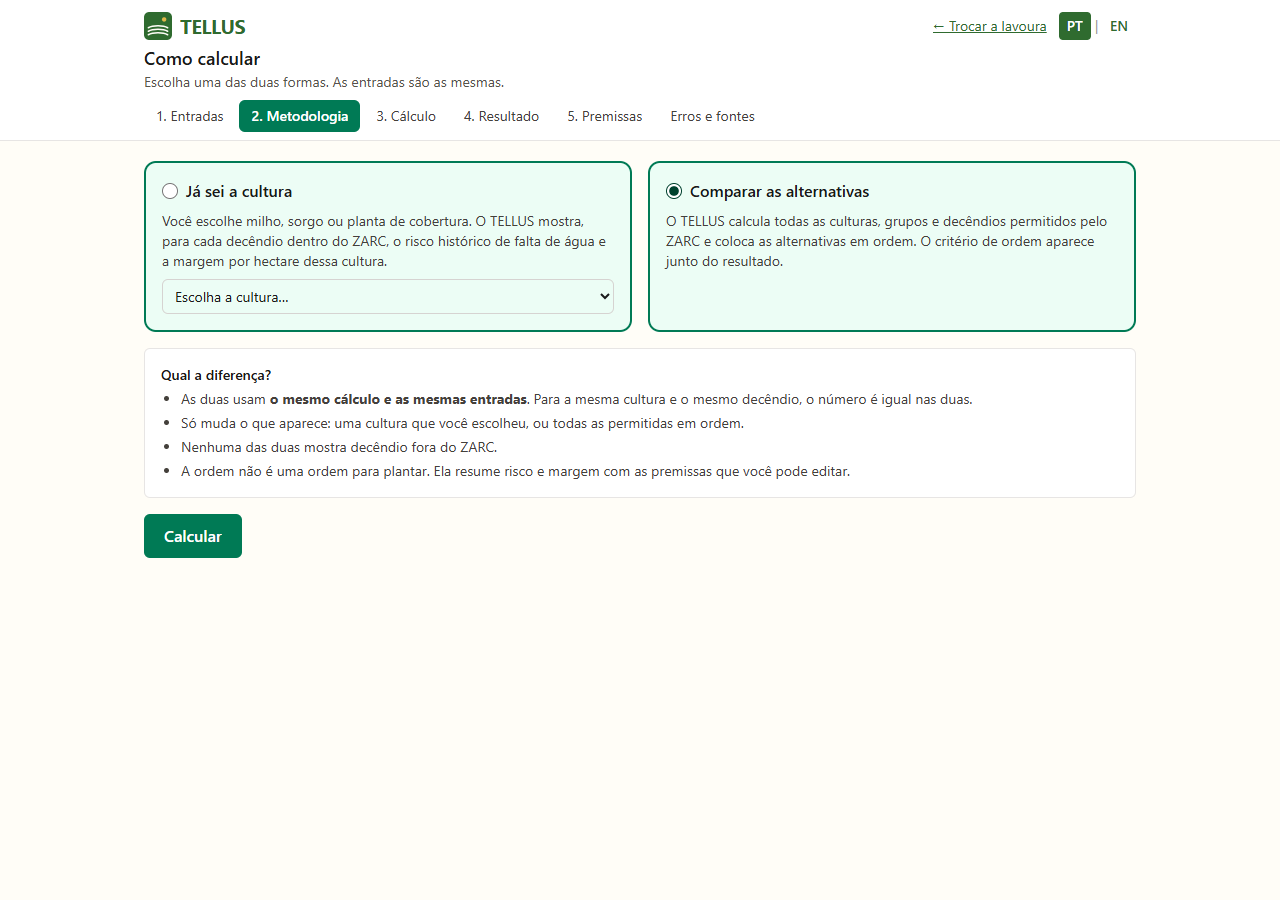 TELLUS
← Trocar a lavoura
PT | EN
Como calcular
Escolha uma das duas formas. As entradas são as mesmas.
1. Entradas
2. Metodologia
3. Cálculo
4. Resultado
5. Premissas
Erros e fontes
Já sei a cultura
Você escolhe milho, sorgo ou planta de cobertura. O TELLUS mostra,
para cada decêndio dentro do ZARC, o risco histórico de falta de água e
a margem por hectare dessa cultura.
Escolha a cultura...
Comparar as alternativas
O TELLUS calcula todas as culturas, grupos e decêndios permitidos pelo
ZARC e coloca as alternativas em ordem. O critério de ordem aparece
junto do resultado.
Qual a diferença?
As duas usam o mesmo cálculo e as mesmas entradas. Para a mesma cultura e o mesmo decêndio, o número é igual nas duas.
Só muda o que aparece: uma cultura que você escolheu, ou todas as permitidas em ordem.
Nenhuma das duas mostra decêndio fora do ZARC.
A ordem não é uma ordem para plantar. Ela resume risco e margem com as premissas que você pode editar.
Calcular